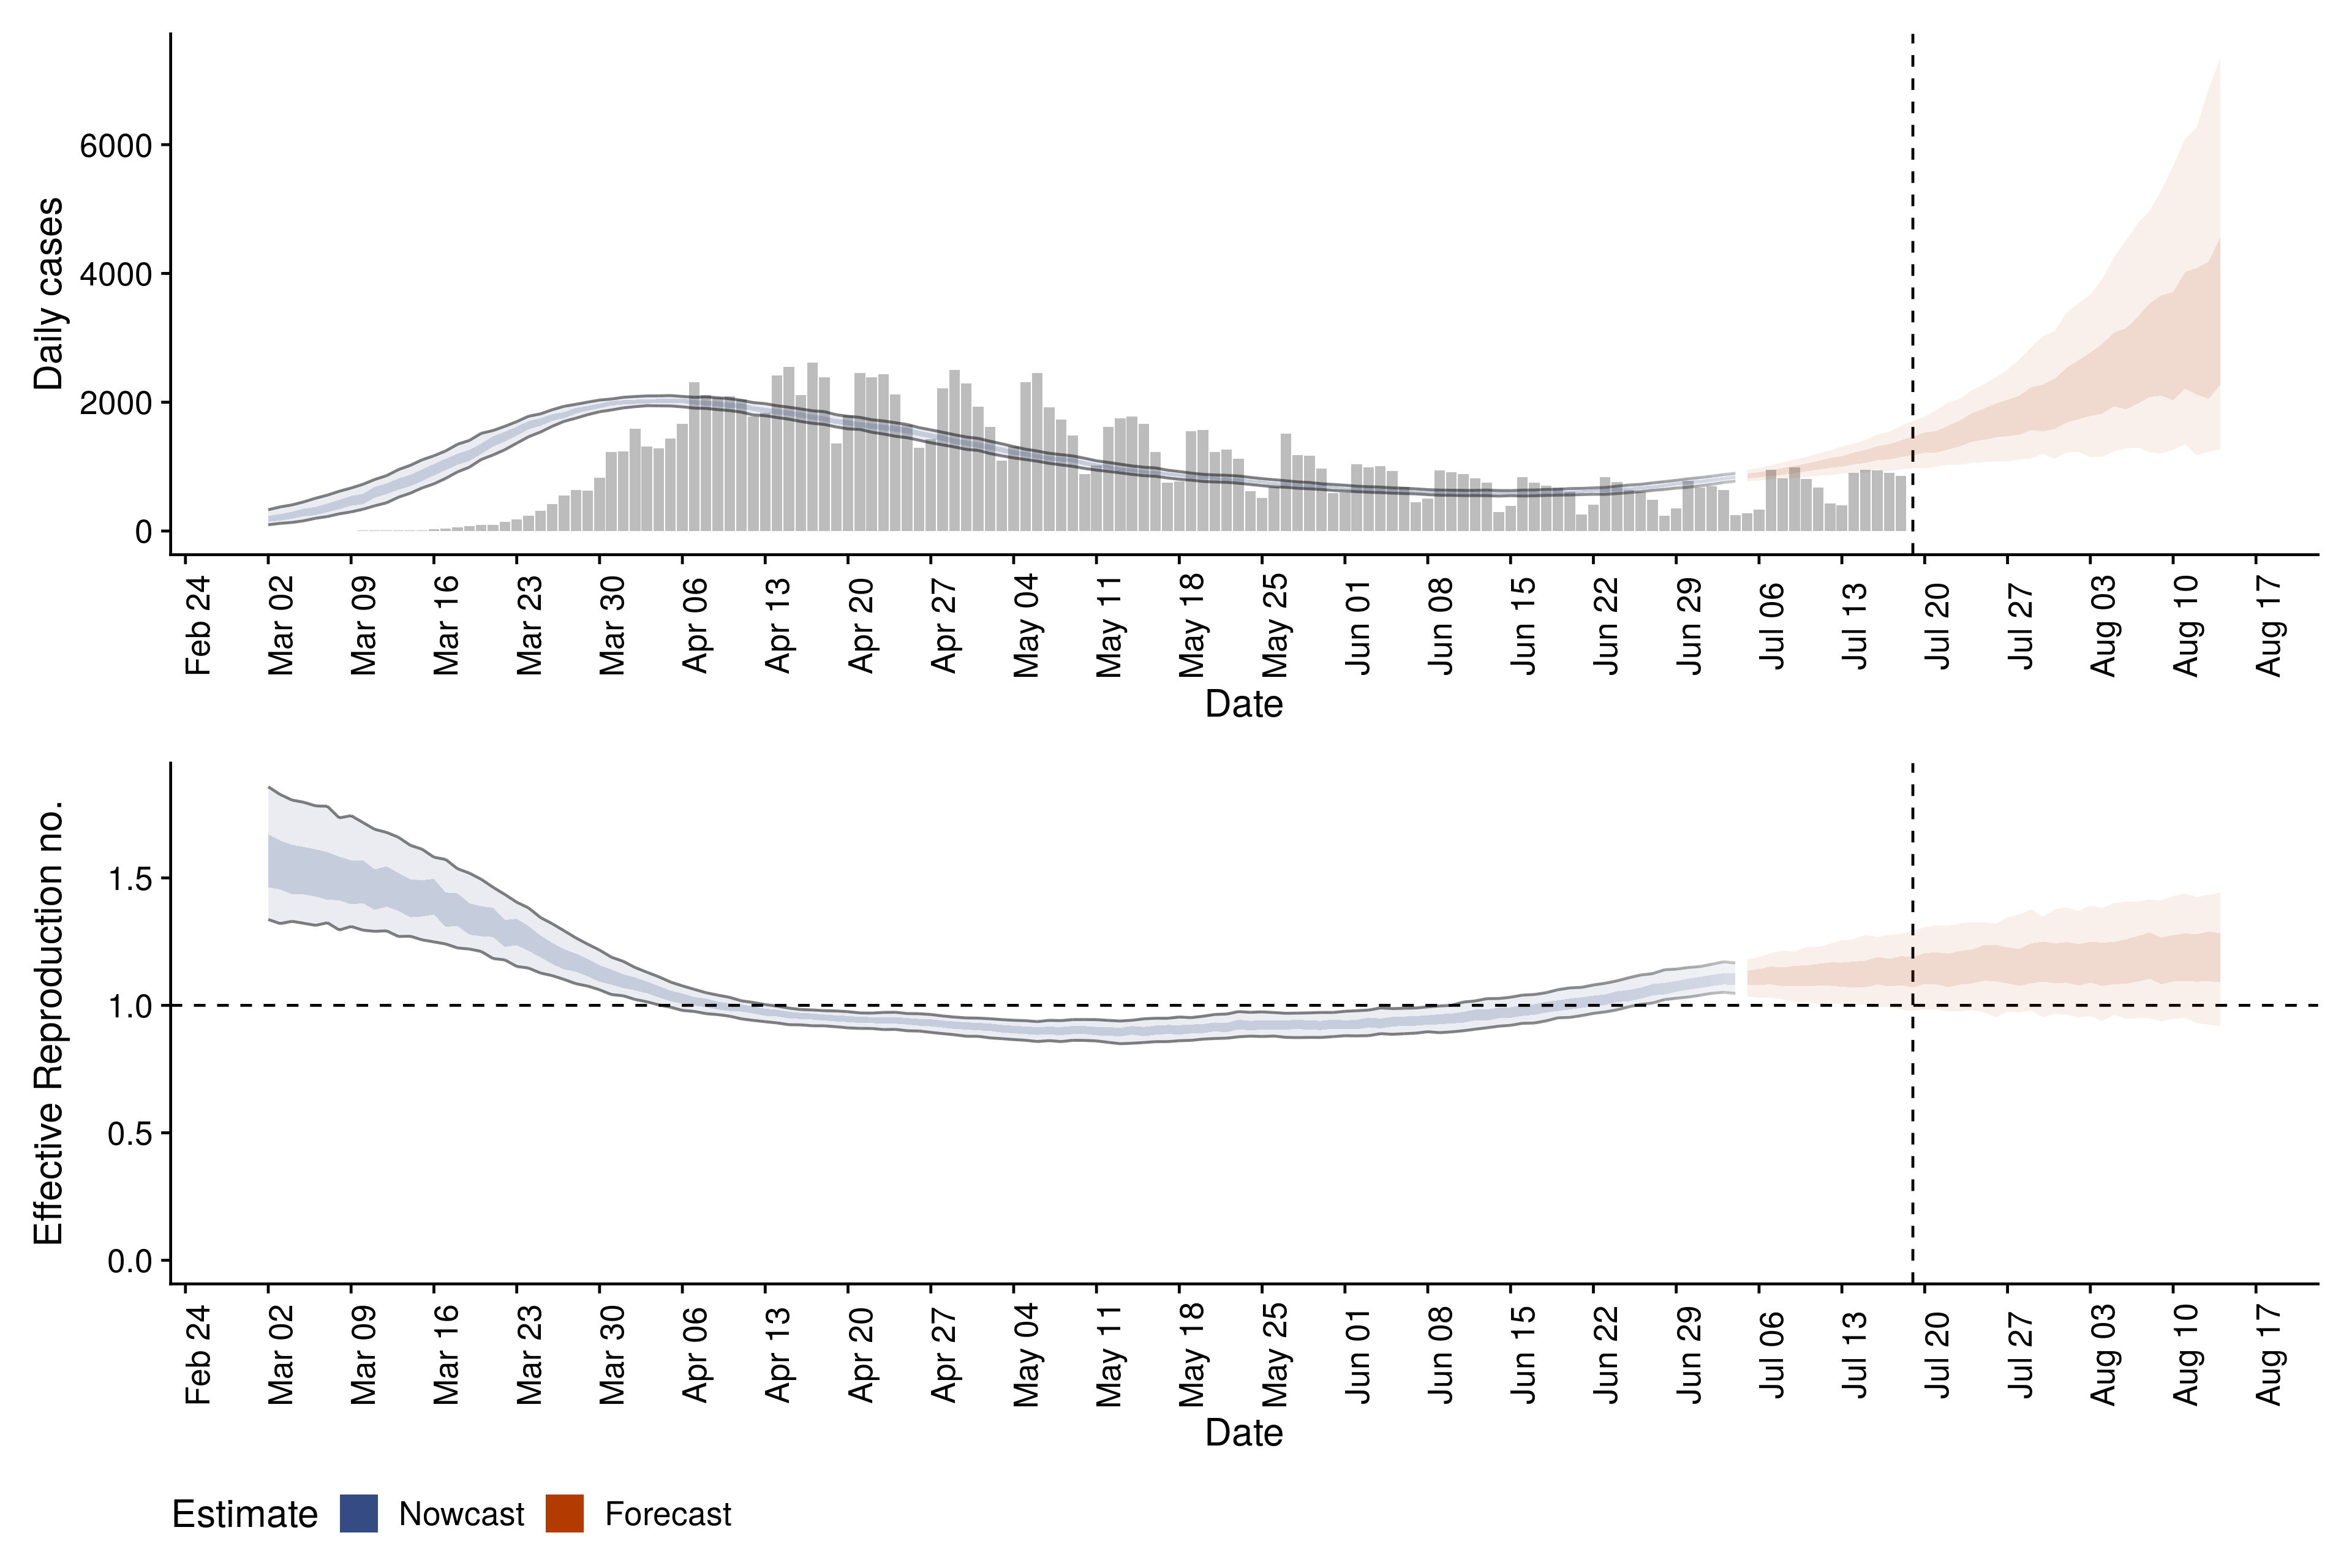 Daily cases
6000
4000
2000
0
Feb 24
Mar 02
Mar 09
Mar 16
Mar 23
Mar 30
Apr 06
Apr 13
Apr 20
Apr 27
May 04
May 11
May 18
May 25
Jun 01
Jun 08
Jun 15
Jun 22
Jun 29
Jul 06
Jul 13
Jul 20
Jul 27
Aug 03
Aug 10
Aug 17
Date
Effective Reproduction no.
1.5
1.0
0.5
0.0
Feb 24
Mar 02
Mar 09
Mar 16
Mar 23
Mar 30
Apr 06
Apr 13
Apr 20
Apr 27
May 04
May 11
May 18
May 25
Jun 01
Jun 08
Jun 15
Jun 22
Jun 29
Jul 06
Jul 13
Jul 20
Jul 27
Aug 03
Aug 10
Aug 17
Date
Estimate Nowcast Forecast